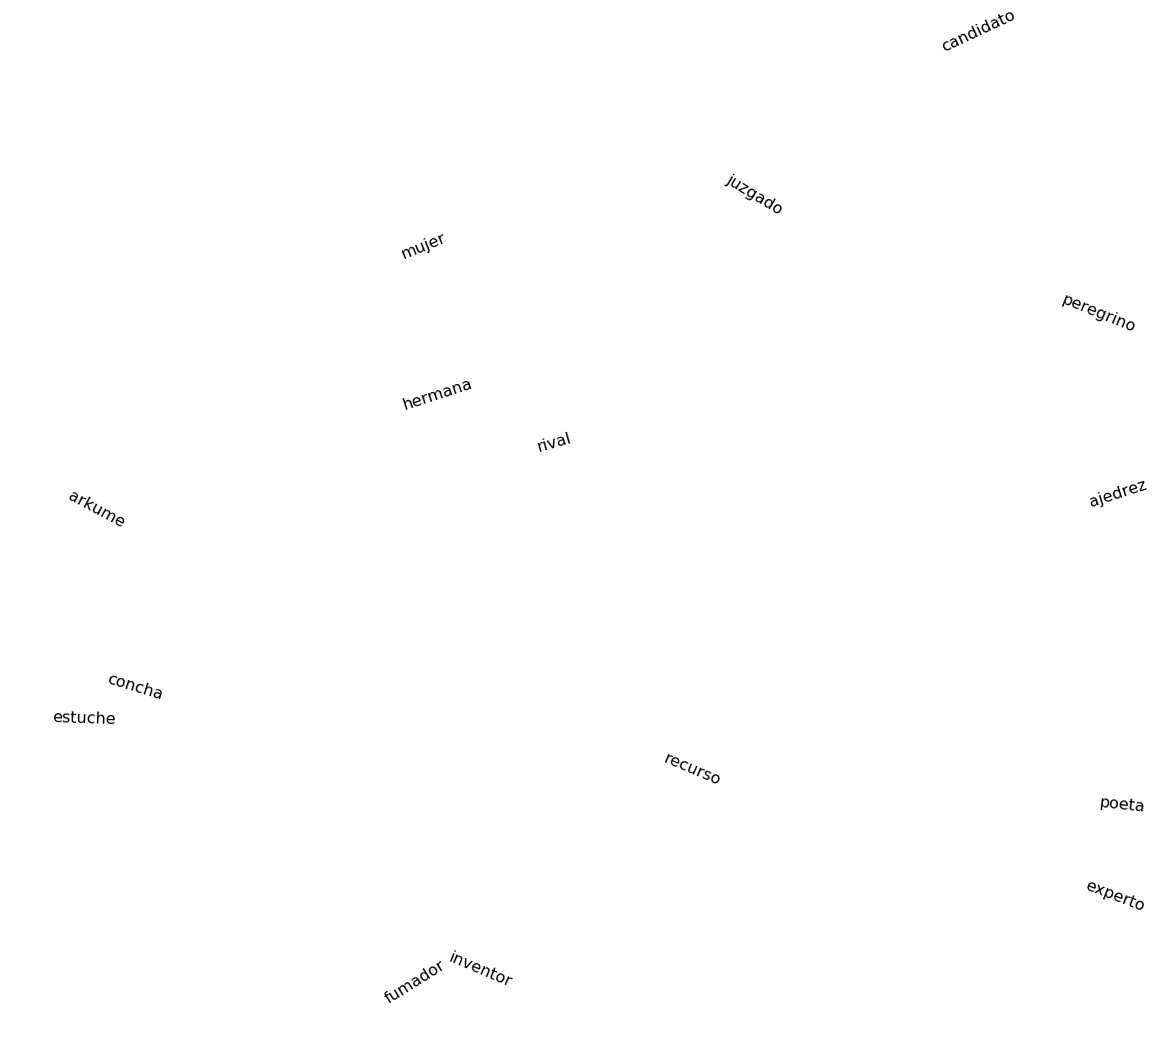 candidato
juzgado
mujer
peregrino
hermana
rival
ajedrez
arkume
concha
estuche
recurso
poeta
experto
inventor
fumador